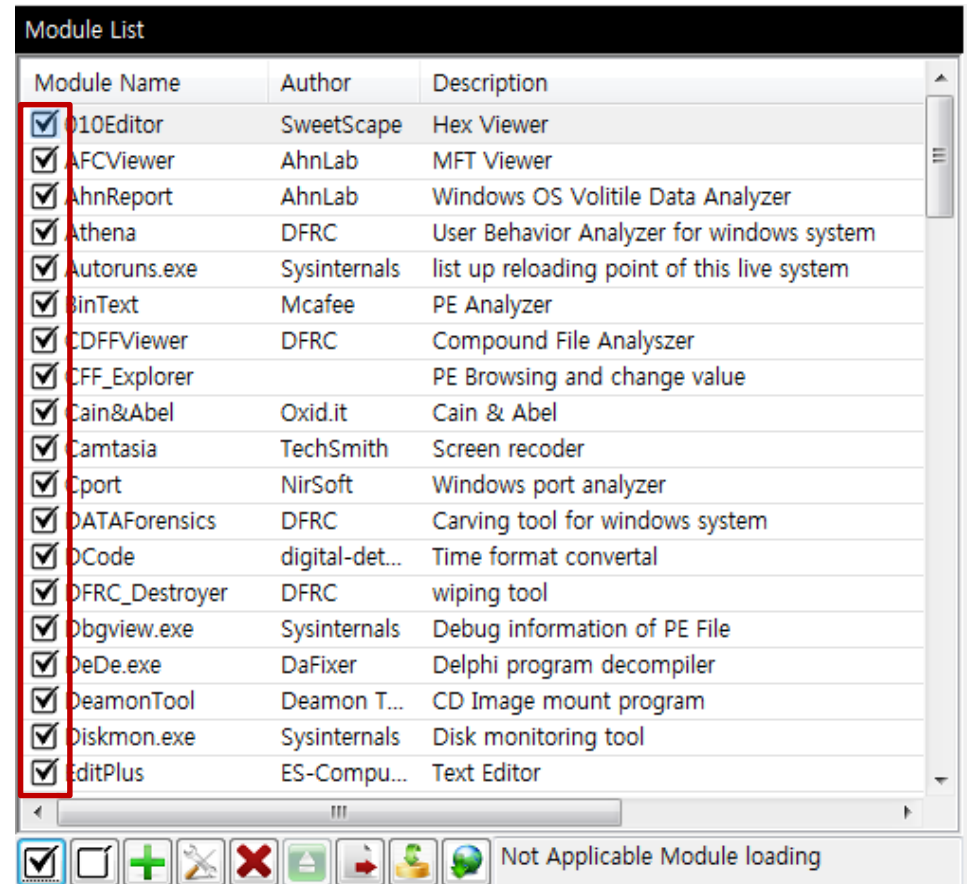 Module List
Module Name Author Description
010Editor SweetScape Hex Viewer
AFCViewer AhnLab MFT Viewer
AhnReport AhnLab Windows OS Volitile Data Analyzer
Athena DFRC User Behavior Analyzer for windows system
Autoruns.exe Sysinternals list up reloading point of this live system
BinText Mcafee PE Analyzer
CDFFViewer DFRC Compound File Analyszer
CFF_Explorer PE Browsing and change value
Cain&Abel Oxid.it Cain & Abel
Camtasia TechSmith Screen recoder
Cport NirSoft Windows port analyzer
DATAForensics DFRC Carving tool for windows system
DCode digital-det... Time format convertal
DFRC_Destroyer DFRC wiping tool
Dbgview.exe Sysinternals Debug information of PE File
DeDe.exe DaFixer Delphi program decompiler
DeamonTool Deamon T... CD Image mount program
Diskmon.exe Sysinternals Disk monitoring tool
EditPlus ES-Compu... Text Editor
Not Applicable Module loading